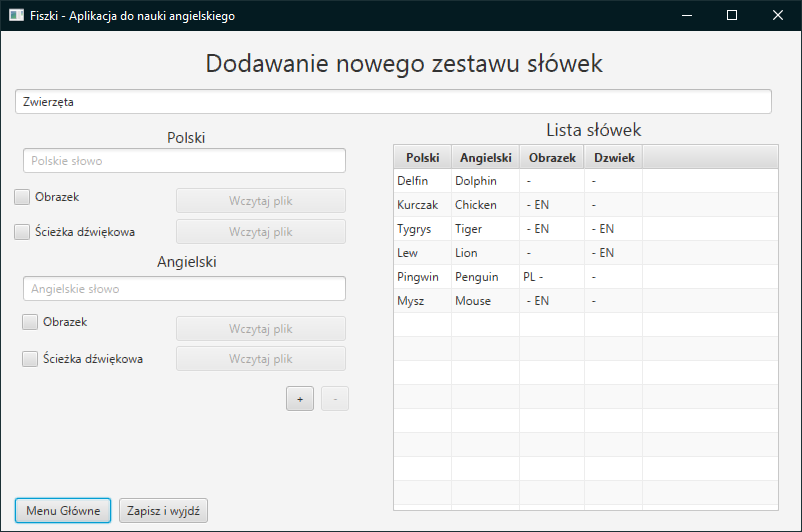 Fiszki - Aplikacja do nauki angielskiego
Dodawanie nowego zestawu słówek
Zwierzęta
Polski
Polskie słowo
Obrazek
Wczytaj plik
Ścieżka dźwiękowa
Wczytaj plik
Angielski
Angielskie słowo
Obrazek
Wczytaj plik
Ścieżka dźwiękowa
Wczytaj plik
+ -
Menu Główne Zapisz i wyjdź
Lista słówek
Polski Angielski Obrazek Dzwiek
Delfin Dolphin - -
Kurczak Chicken - EN -
Tygrys Tiger - EN - EN
Lew Lion - - EN
Pingwin Penguin PL - -
Mysz Mouse - EN -